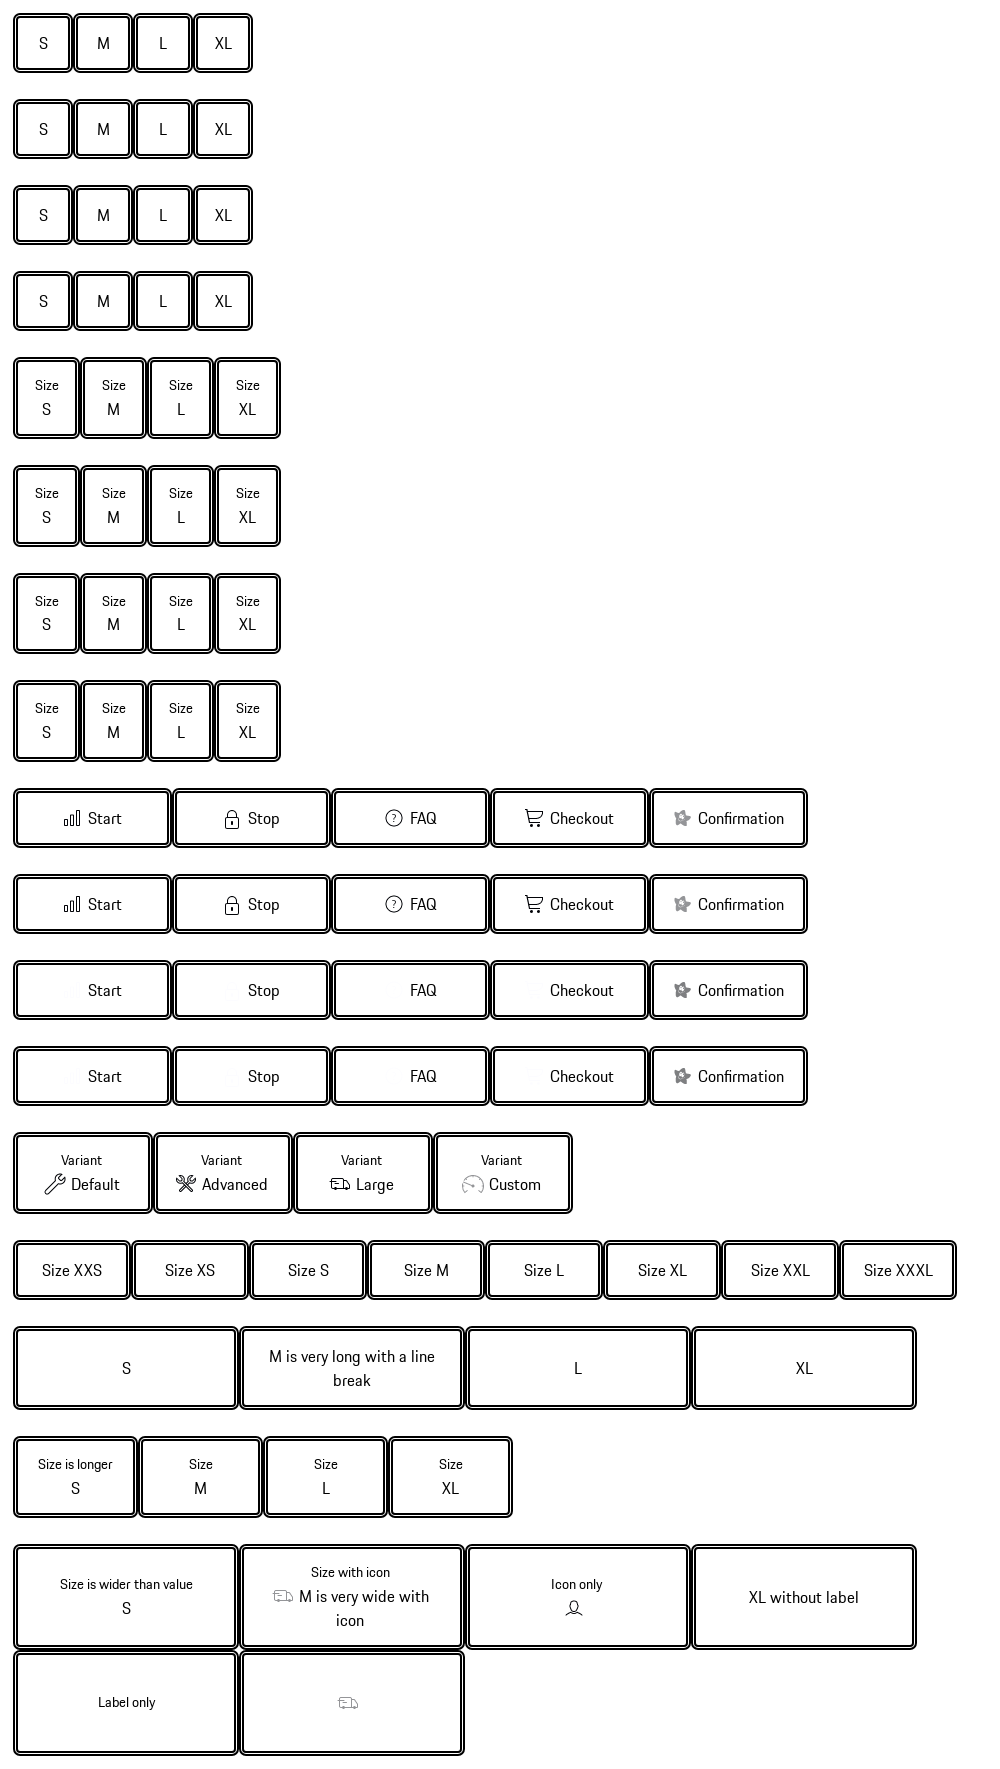 S M L XL
S M L XL
S M L XL
S M L XL
Size Size Size Size
S M L XL
Size Size Size Size
S M L XL
Size Size Size Size
S M L XL
Size Size Size Size
S M L XL
Start Stop FAQ Checkout Confirmation
Start Stop FAQ Checkout Confirmation
Start Stop FAQ Checkout Confirmation
Start Stop FAQ Checkout Confirmation
Variant Variant Variant Variant
Default Advanced Large Custom
Size XXS Size XS Size S Size M Size L Size XL Size XXL Size XXXL
S
M is very long with a line
break
L
XL
Size is longer Size Size Size
S M L XL
Size is wider than value
S
Size with icon
M is very wide with
icon
Icon only
XL without label
Label only